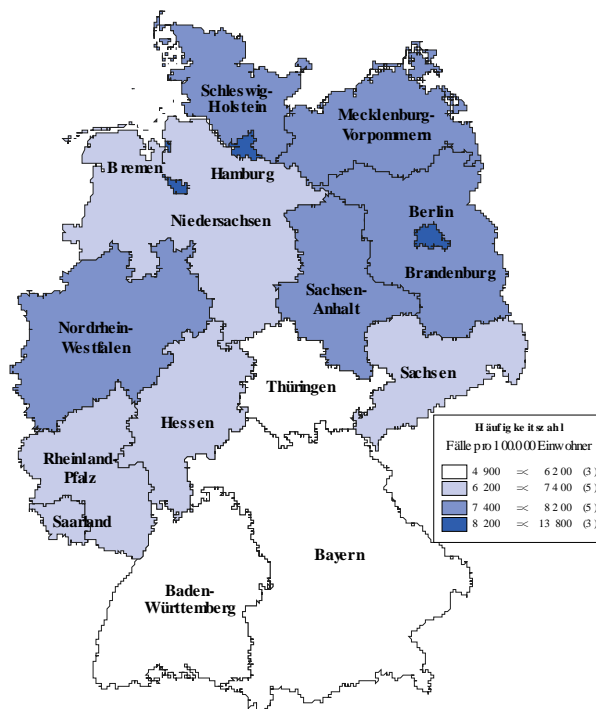 Schleswig-
Holstein
Mecklenburg-
Vorpommern
Bremen
Hamburg
Niedersachsen
Berlin
Brandenburg
Sachsen-
Anhalt
Nordrhein-
Westfalen
Thüringen
Sachsen
Hessen
Rheinland-
Pfalz
Saarland
Bayern
Baden-
Württemberg
Häufigkeitszahl
Fälle pro 100.000 Einwohner
4 900 =< 6 200 (3)
6 200 =< 7 400 (5)
7 400 =< 8 200 (5)
8 200 =< 13 800 (3)